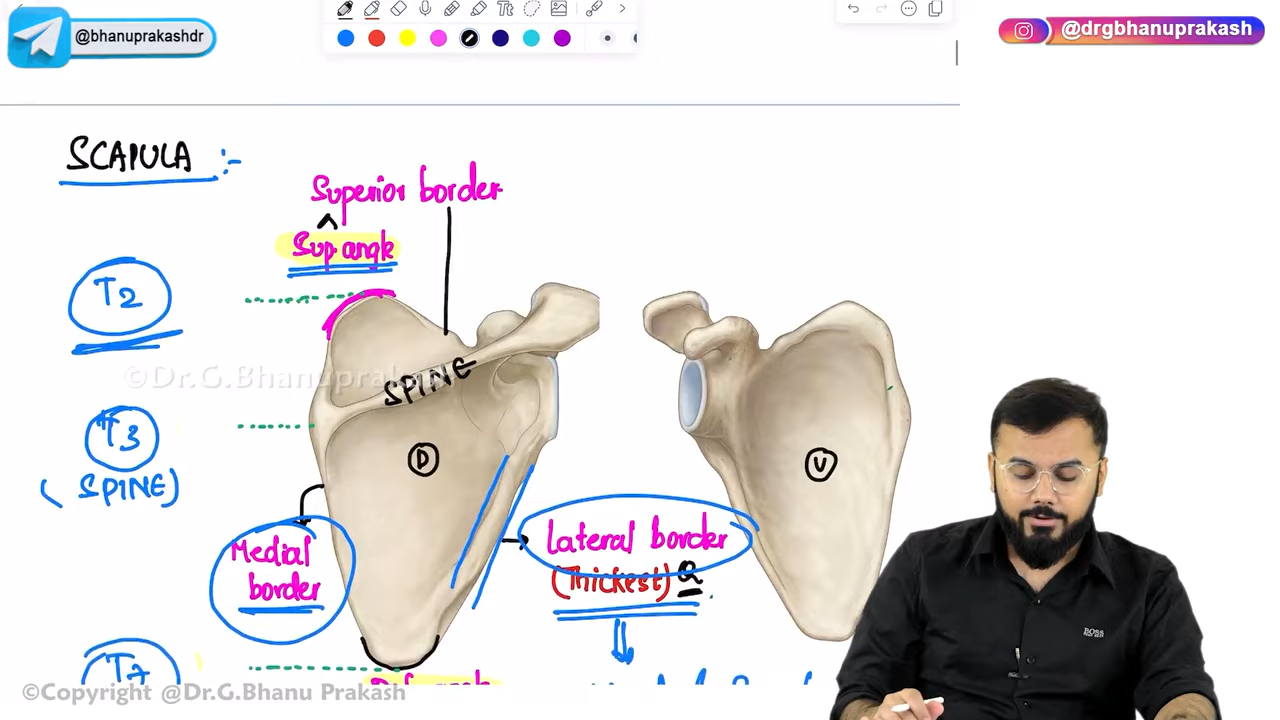 @bhanuprakashdr
@drgbhanuprakash
SCAPULA :-
Superior border
Sup angle
T2
SPINE
©Dr.G.Bhanuprakash
T3
(SPINE)
D
V
Medial
border
Lateral border
(Thickest) Q
BOSS
T7
©Copyright @Dr.G.Bhanu Prakash